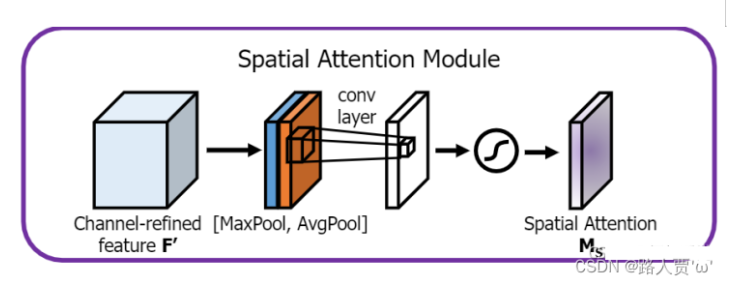 Spatial Attention Module
conv
layer
Channel-refined
feature F'
[MaxPool, AvgPool]
Spatial Attention
Ms
CSDN @路人贾'ω'